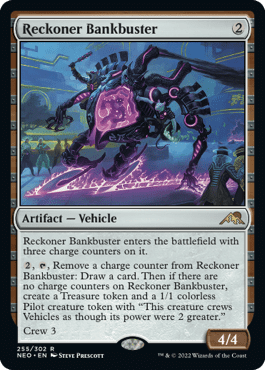 Reckoner Bankbuster 2
Artifact — Vehicle
Reckoner Bankbuster enters the battlefield with
three charge counters on it.
2, , Remove a charge counter from Reckoner
Bankbuster: Draw a card. Then if there are
no charge counters on Reckoner Bankbuster,
create a Treasure token and a 1/1 colorless
Pilot creature token with “This creature crews
Vehicles as though its power were 2 greater.”
Crew 3
4/4
255/302 R
NEO • EN Steve Prescott
™ & © 2022 Wizards of the Coast